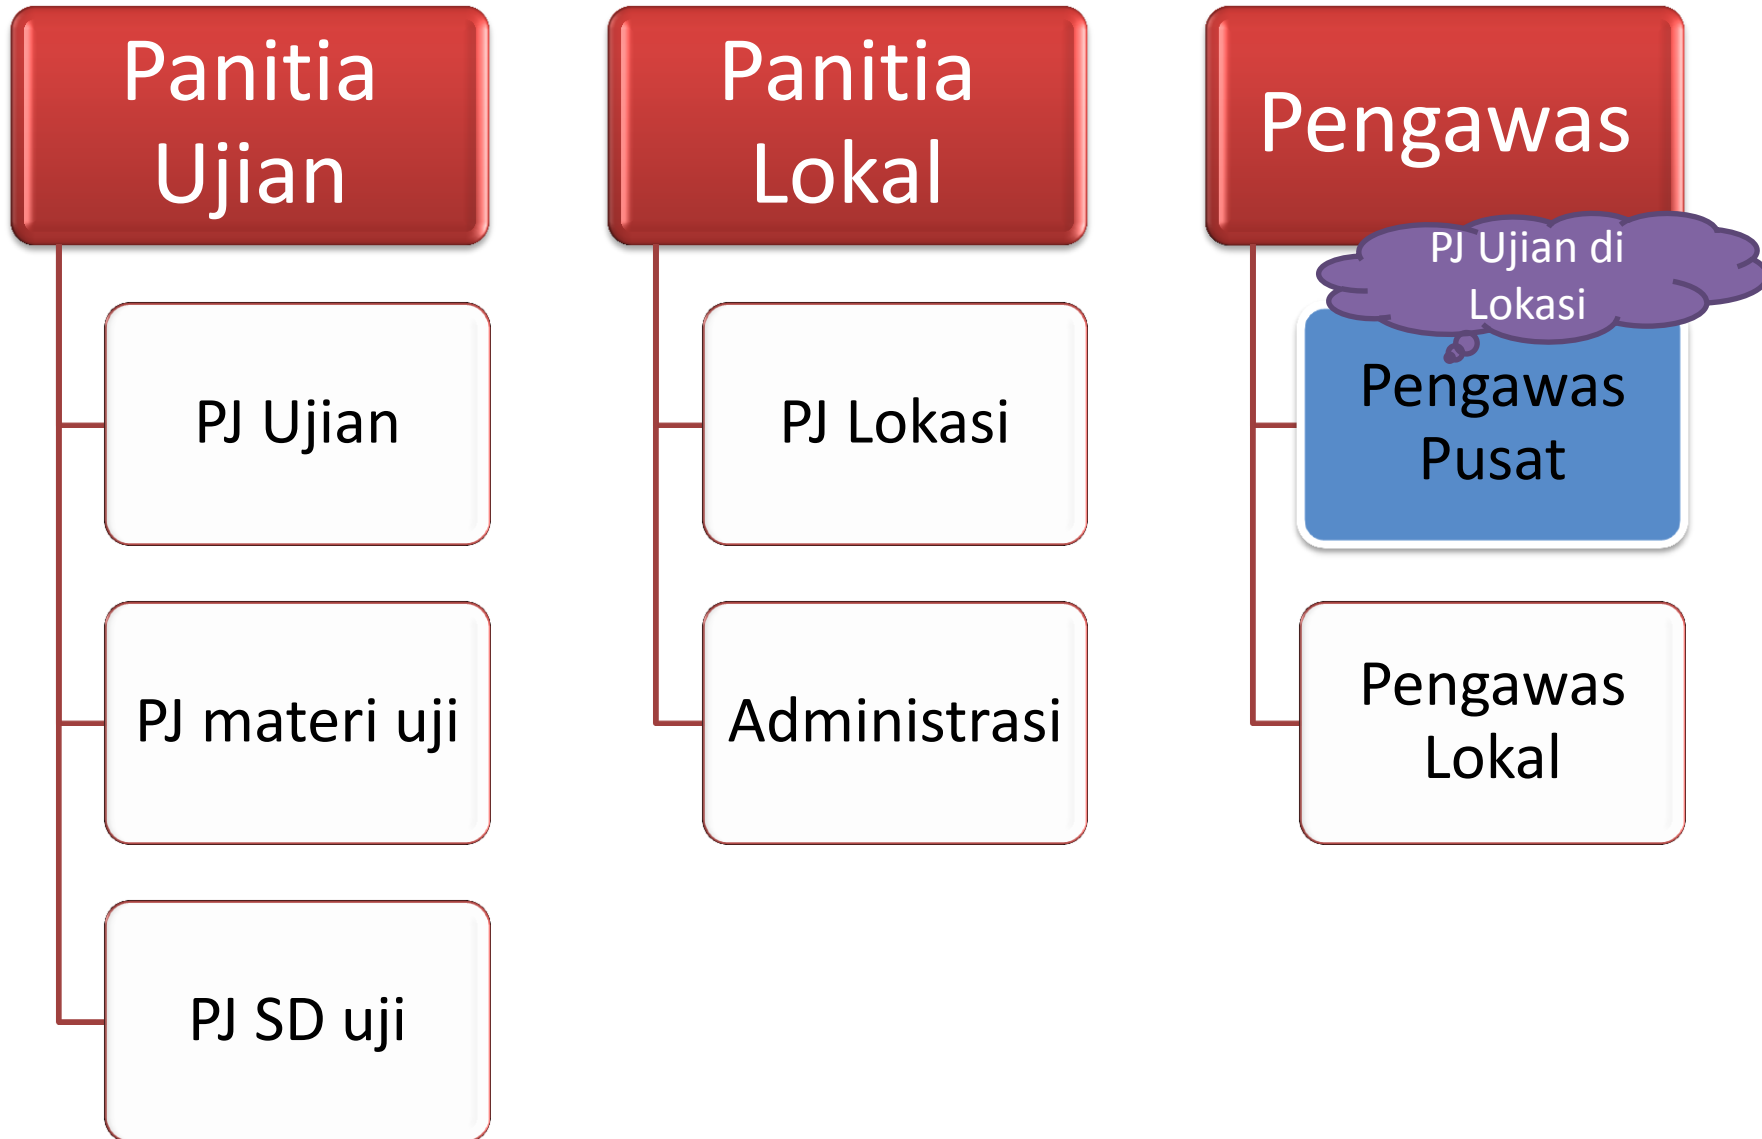 Panitia
Ujian
PJ Ujian
PJ materi uji
PJ SD uji
Panitia
Lokal
PJ Lokasi
Administrasi
Pengawas
PJ Ujian di
Lokasi
Pengawas
Pusat
Pengawas
Lokal